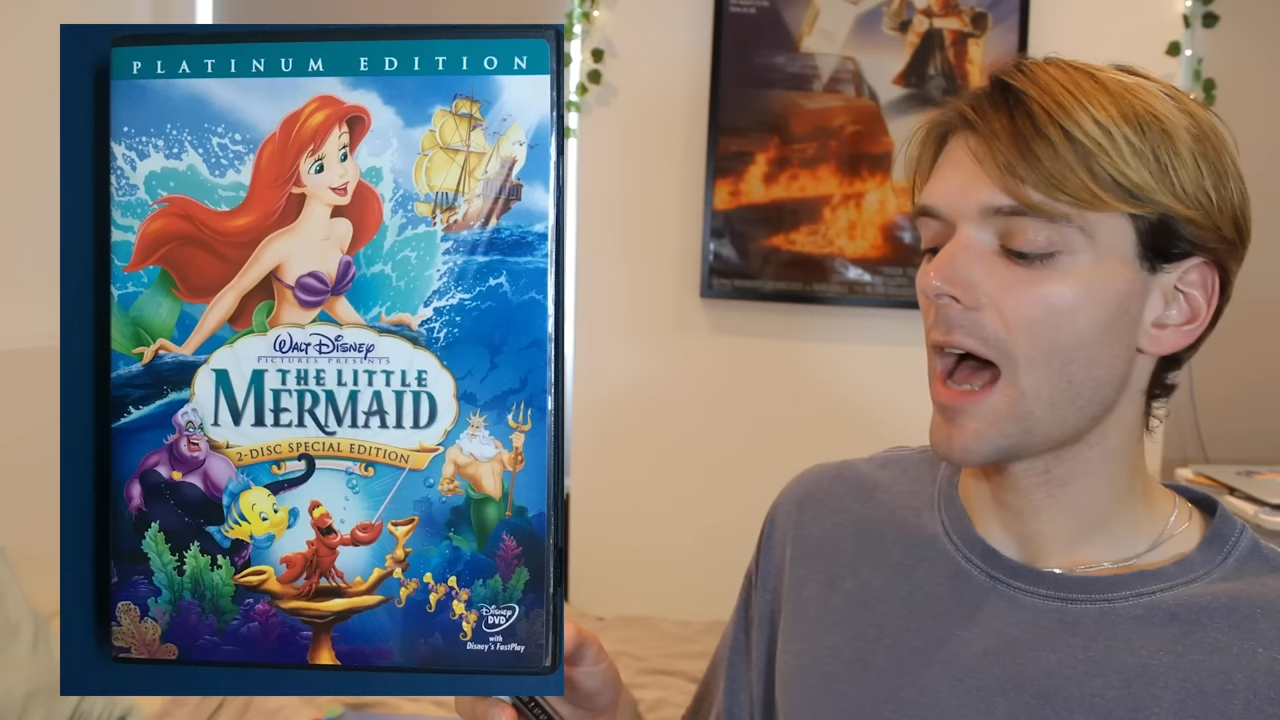 PLATINUM EDITION
WALT DISNEY
PICTURES PRESENTS
THE LITTLE
MERMAID
2-DISC SPECIAL EDITION
DISNEY
DVD
with
Disney's FastPlay